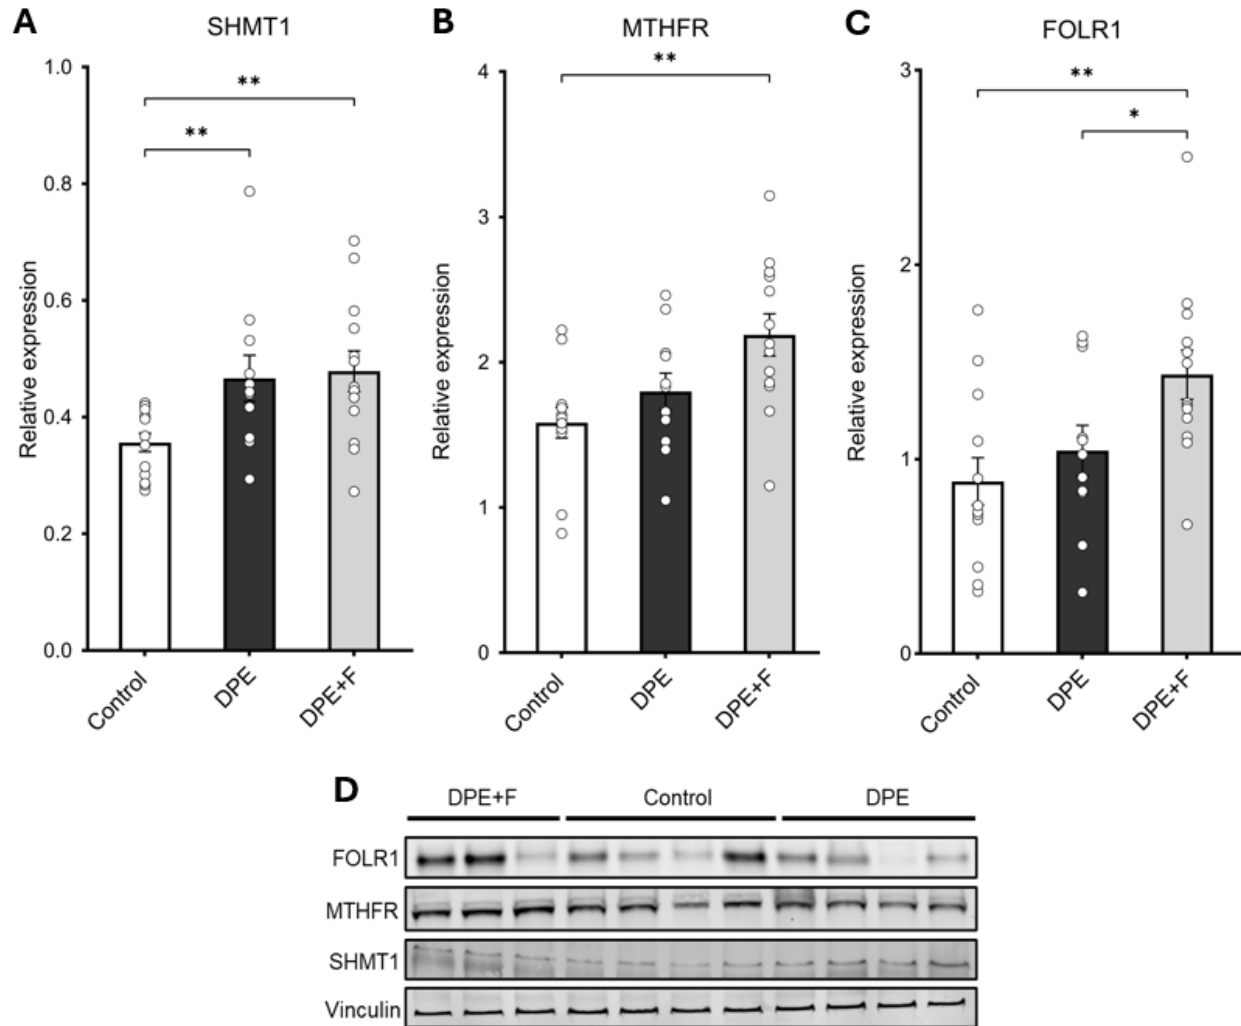 A
SHMT1
1.0
0.8
0.6
0.4
0.2
0.0
Relative expression
**
**
Control
DPE
DPE+F
B
MTHFR
4
3
2
1
0
Relative expression
**
Control
DPE
DPE+F
C
FOLR1
3
2
1
0
Relative expression
**
*
Control
DPE
DPE+F
D
DPE+F Control DPE
FOLR1
MTHFR
SHMT1
Vinculin